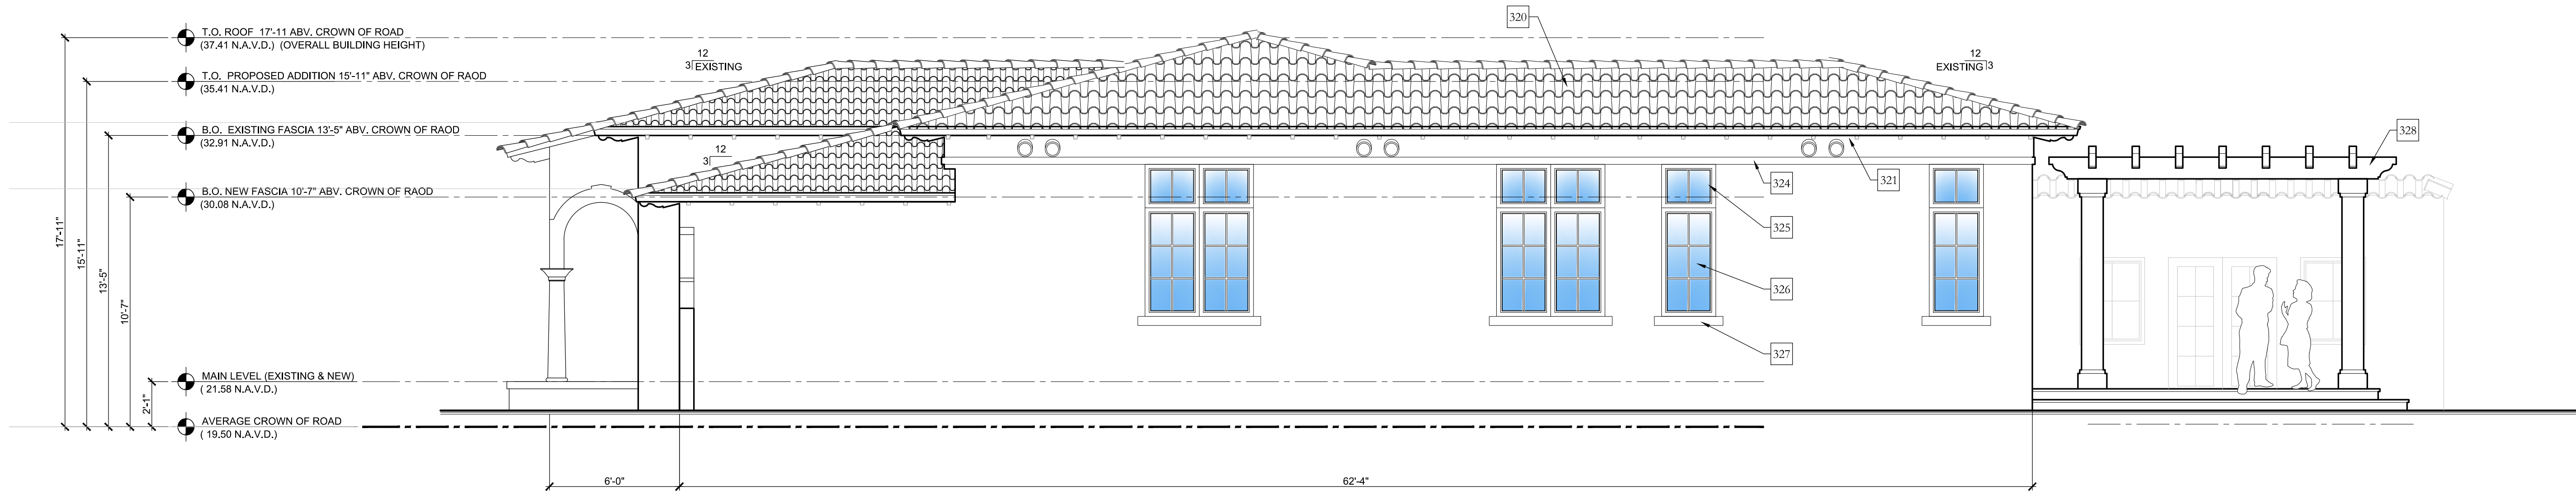 T.O. ROOF 17'-11 ABV. CROWN OF ROAD
(37.41 N.A.V.D.) (OVERALL BUILDING HEIGHT)
T.O. PROPOSED ADDITION 15'-11" ABV. CROWN OF RAOD
(35.41 N.A.V.D.)
B.O. EXISTING FASCIA 13'-5" ABV. CROWN OF RAOD
(32.91 N.A.V.D.)
B.O. NEW FASCIA 10'-7" ABV. CROWN OF RAOD
(30.08 N.A.V.D.)
MAIN LEVEL (EXISTING & NEW)
( 21.58 N.A.V.D.)
AVERAGE CROWN OF ROAD
( 19.50 N.A.V.D.)
17'-11"
15'-11"
13'-5"
10'-7"
2'-1"
12
3 EXISTING
12
3
320
12
EXISTING 3
328
324
321
325
326
327
6'-0"
62'-4"